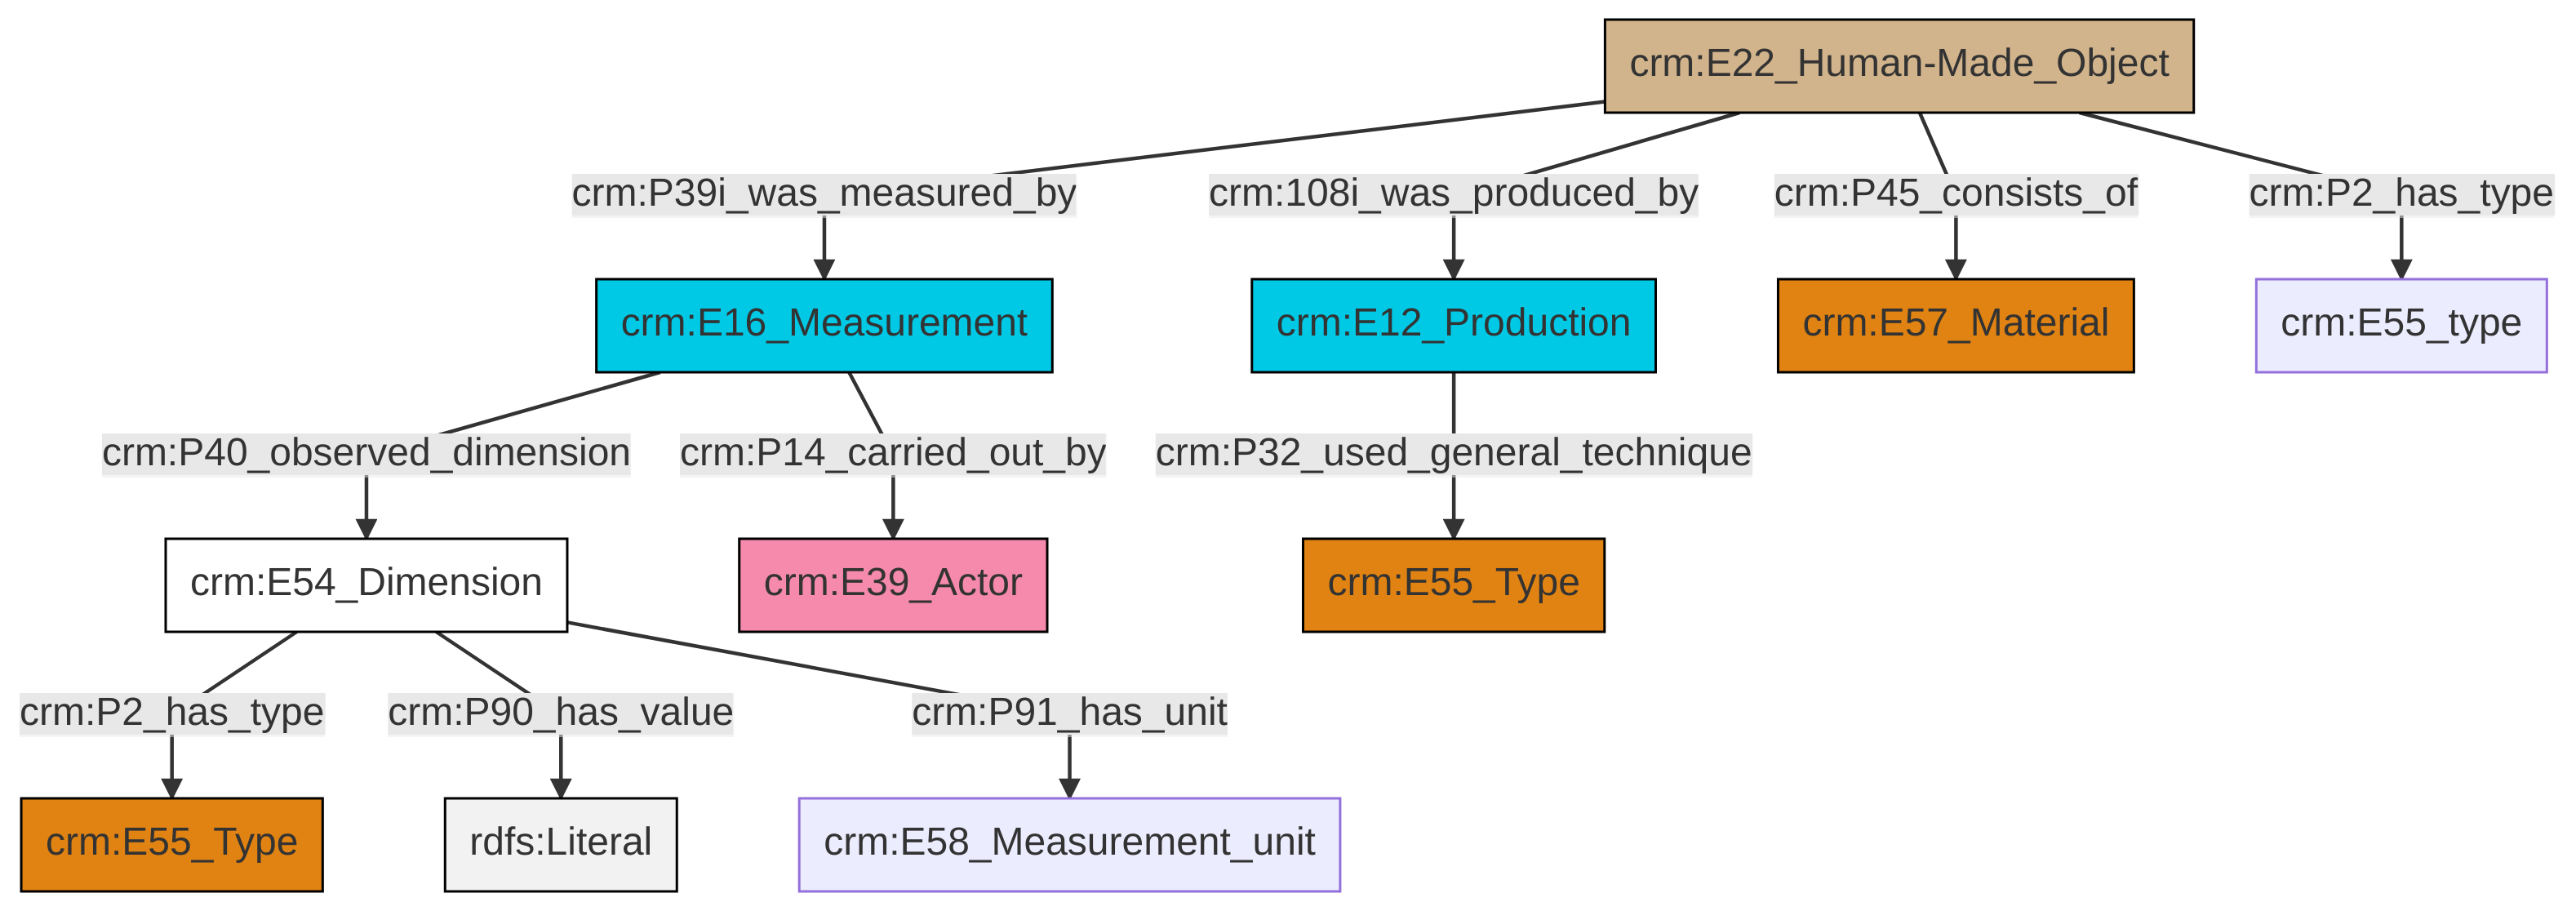 crm:E22_Human-Made_Object
crm:P39i_was_measured_by
crm:108i_was_produced_by
crm:P45_consists_of
crm:P2_has_type
crm:E16_Measurement
crm:E12_Production
crm:E57_Material
crm:E55_type
crm:P40_observed_dimension
crm:P14_carried_out_by
crm:P32_used_general_technique
crm:E54_Dimension
crm:E39_Actor
crm:E55_Type
crm:P2_has_type
crm:P90_has_value
crm:P91_has_unit
crm:E55_Type
rdfs:Literal
crm:E58_Measurement_unit